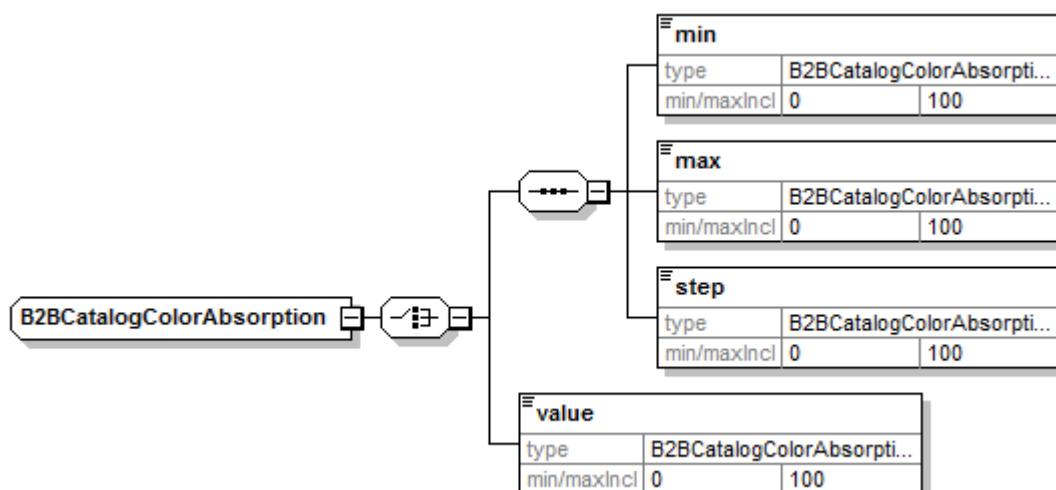 min
type B2BCatalogColorAbsorpti...
min/maxIncl 0 100
max
type B2BCatalogColorAbsorpti...
min/maxIncl 0 100
step
type B2BCatalogColorAbsorpti...
min/maxIncl 0 100
B2BCatalogColorAbsorption
value
type B2BCatalogColorAbsorpti...
min/maxIncl 0 100